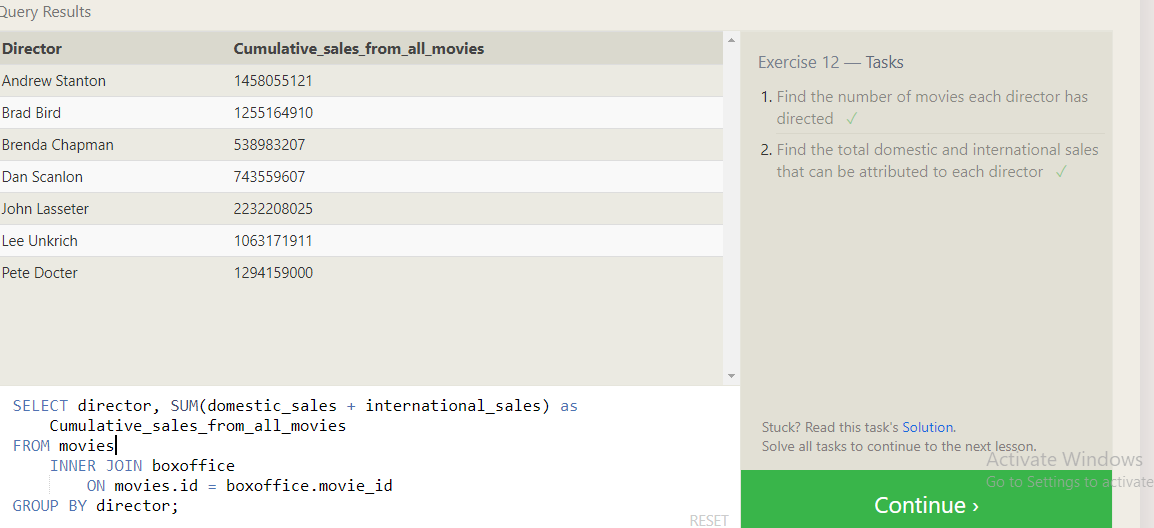 Query Results
Director Cumulative_sales_from_all_movies
Andrew Stanton 1458055121
Brad Bird 1255164910
Brenda Chapman 538983207
Dan Scanlon 743559607
John Lasseter 2232208025
Lee Unkrich 1063171911
Pete Docter 1294159000
SELECT director, SUM(domestic_sales + international_sales) as
Cumulative_sales_from_all_movies
FROM movies
INNER JOIN boxoffice
ON movies.id = boxoffice.movie_id
GROUP BY director;
RESET
Exercise 12 — Tasks
1. Find the number of movies each director has
directed ✓
2. Find the total domestic and international sales
that can be attributed to each director ✓
Stuck? Read this task's Solution.
Solve all tasks to continue to the next lesson.
Activate Windows
Go to Settings to activate
Continue ›